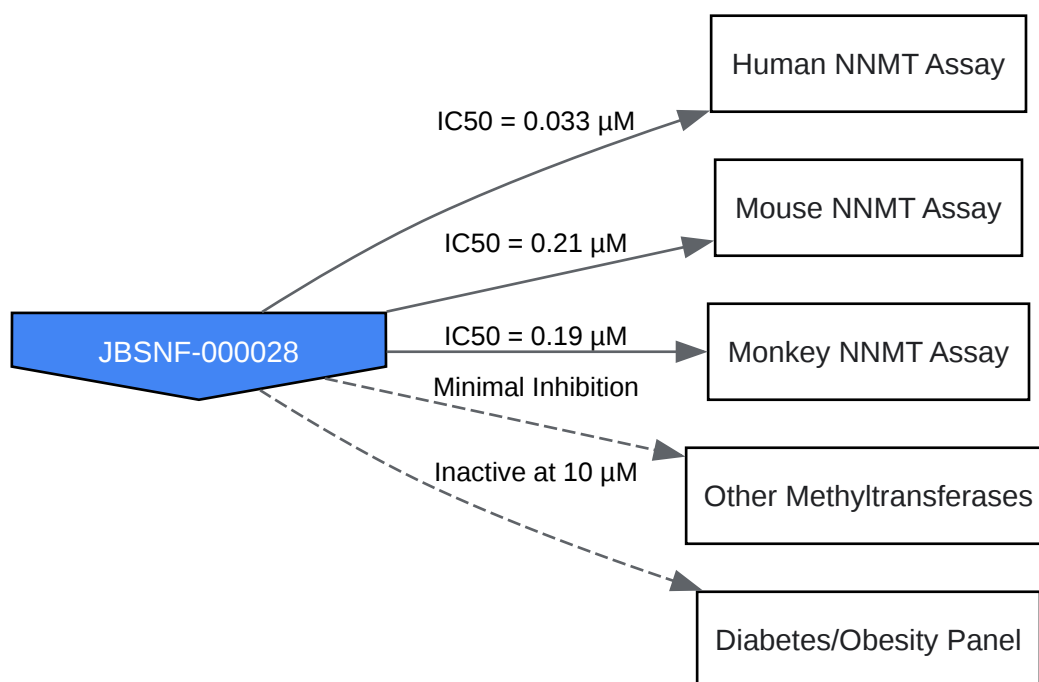 Human NNMT Assay
IC50 = 0.033 µM
Mouse NNMT Assay
IC50 = 0.21 µM
JBSNF-000028
IC50 = 0.19 µM
Monkey NNMT Assay
Minimal Inhibition
Inactive at 10 µM
Other Methyltransferases
Diabetes/Obesity Panel